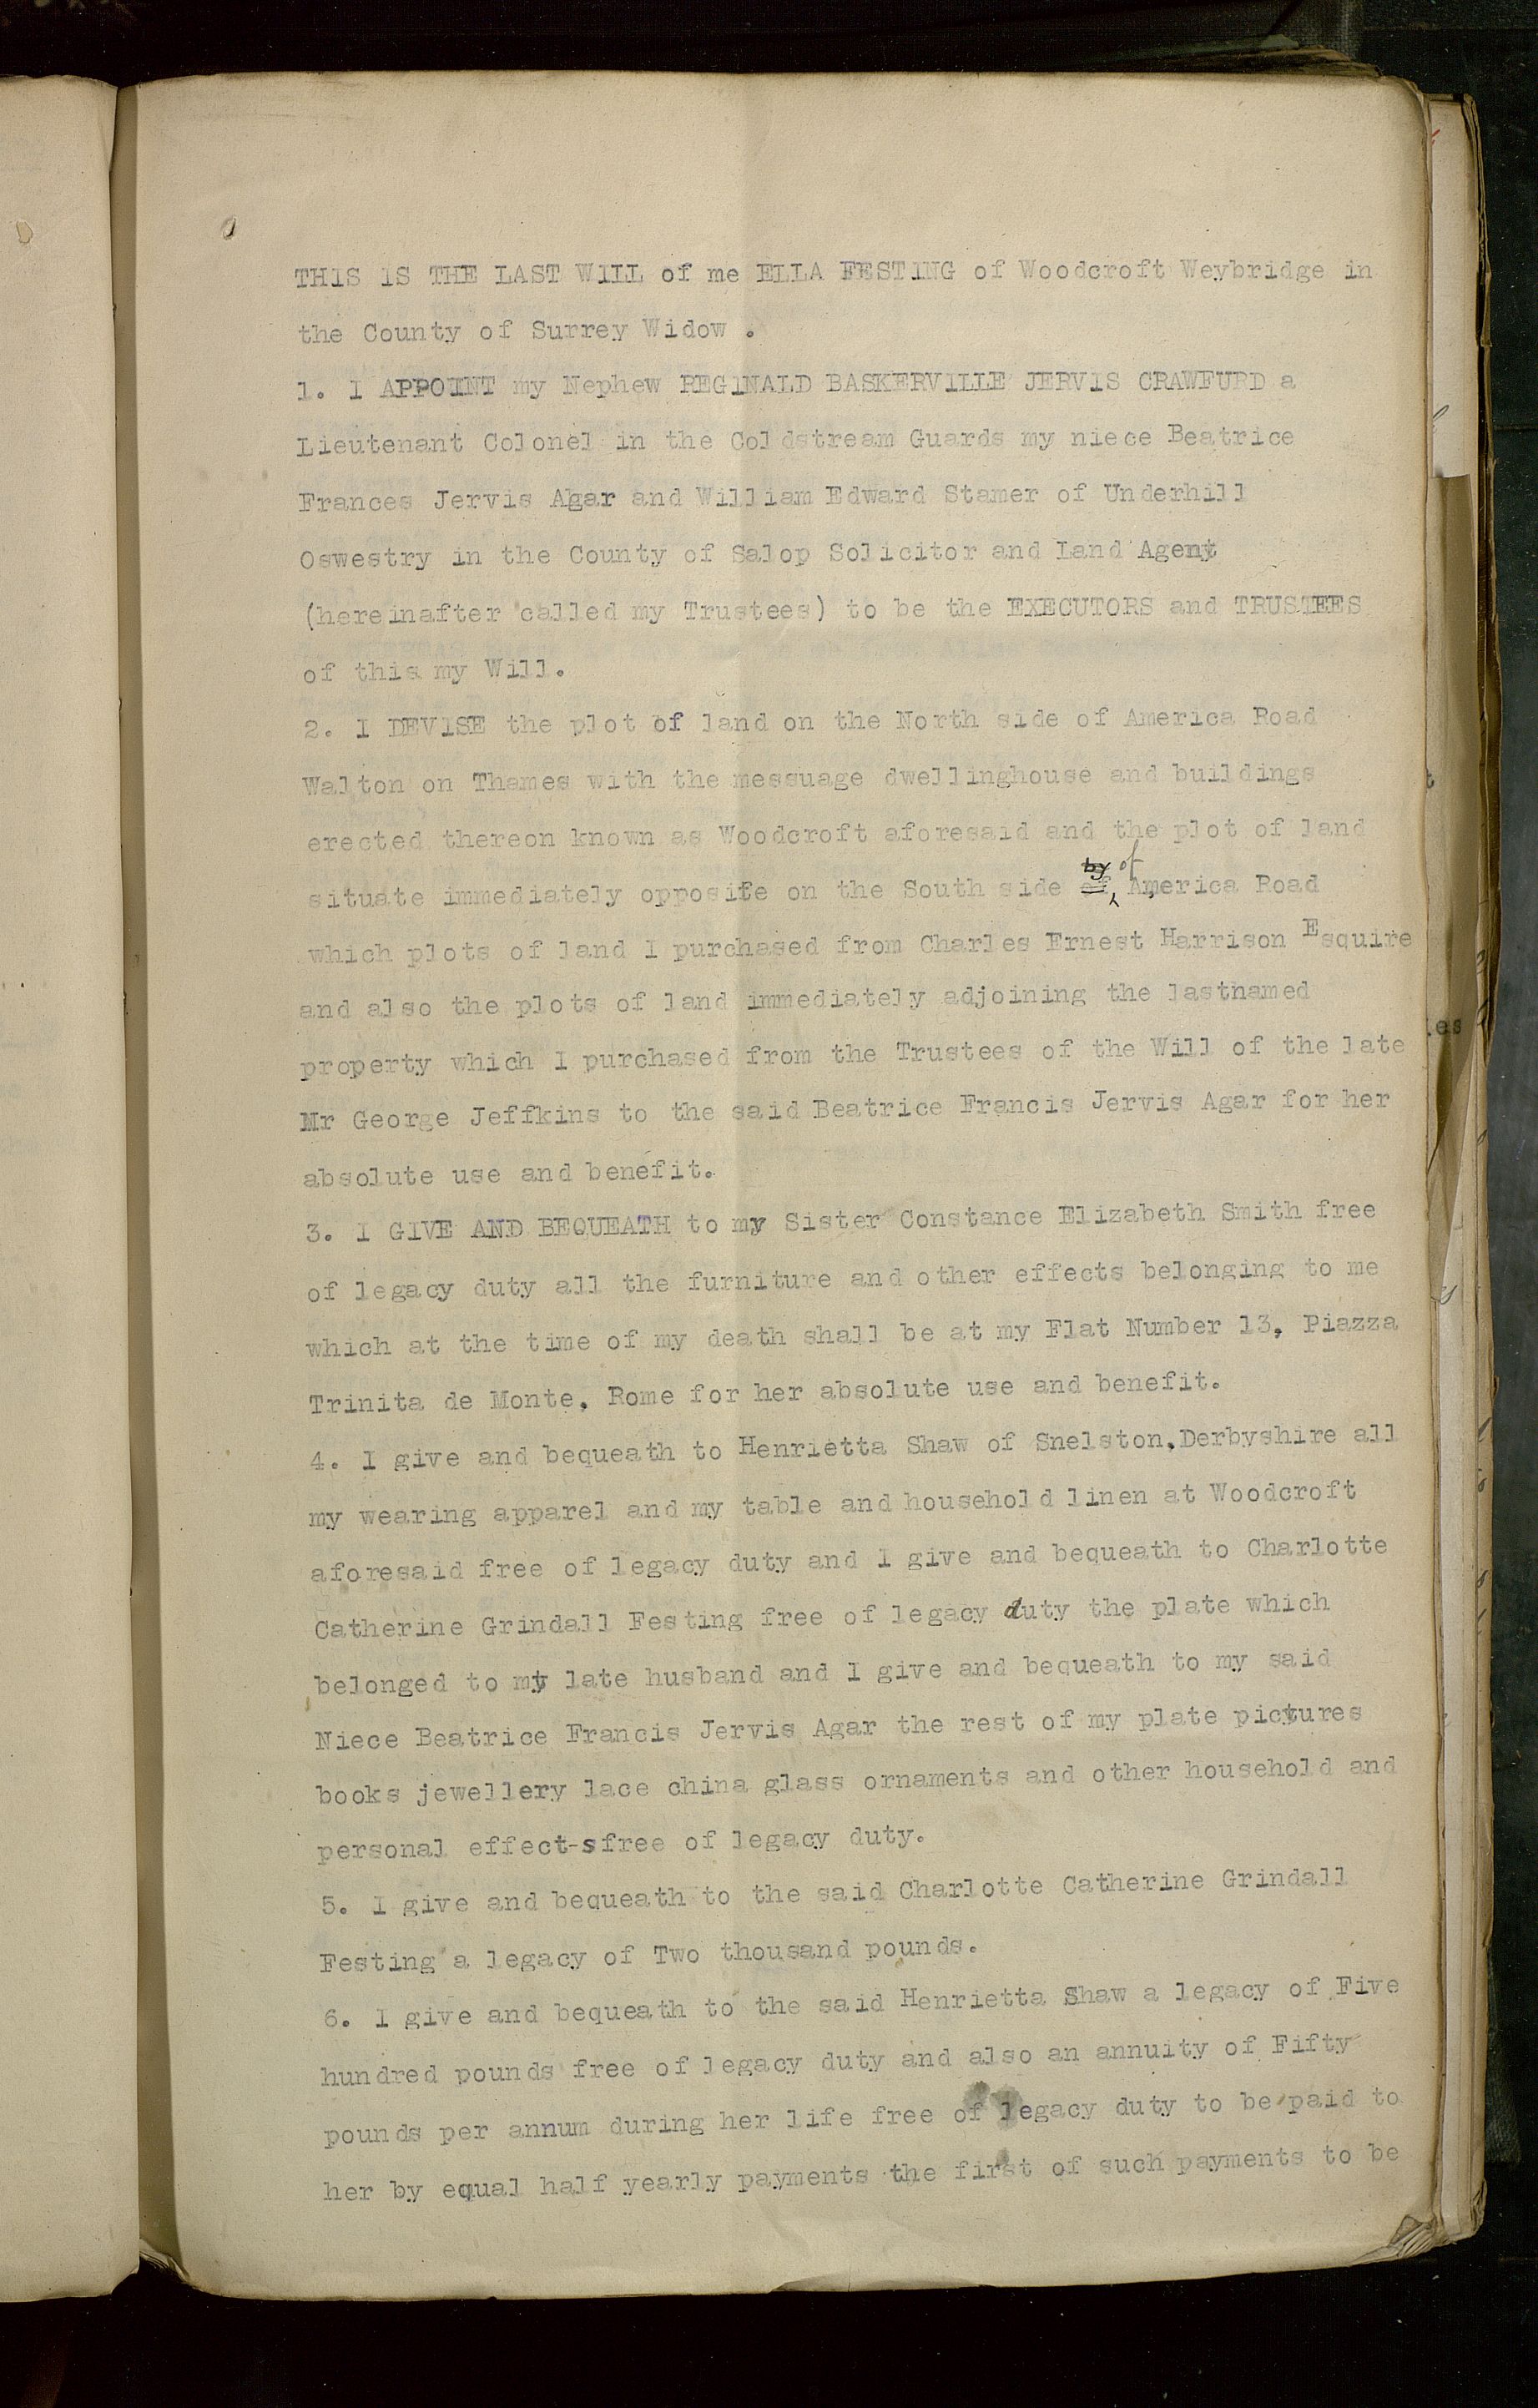 THIS IS THE LAST WILL of me ELLA FESTING of Woodcroft Weybridge in
the County of Surrey Widow .
1. I APPOINT my Nephew REGINALD BASKERVILLE JERVIS CRAWFURD a
Lieutenant Colonel in the Coldstream Guards my niece Beatrice
Frances Jervis Agar and William Edward Stamer of Underhill
Oswestry in the County of Salop Solicitor and Land Agent
(hereinafter called my Trustees) to be the EXECUTORS and TRUSTEES
of this my Will.
2. I DEVISE the plot of land on the North side of America Road
Walton on Thames with the messuage dwellinghouse and buildings
erected thereon known as Woodcroft aforesaid and the plot of land
by of
situate immediately opposite on the South side of America Road
which plots of land I purchased from Charles Ernest Harrison Esquire
and also the plots of land immediately adjoining the lastnamed
property which I purchased from the Trustees of the Will of the late
Mr George Jeffkins to the said Beatrice Francis Jervis Agar for her
absolute use and benefit.
3. I GIVE AND BEQUEATH to my Sister Constance Elizabeth Smith free
of legacy duty all the furniture and other effects belonging to me
which at the time of my death shall be at my Flat Number 13, Piazza
Trinita de Monte, Rome for her absolute use and benefit.
4. I give and bequeath to Henrietta Shaw of Snelston,Derbyshire all
my wearing apparel and my table and household linen at Woodcroft
aforesaid free of legacy duty and I give and bequeath to Charlotte
Catherine Grindall Festing free of legacy duty the plate which
belonged to my late husband and I give and bequeath to my said
Niece Beatrice Francis Jervis Agar the rest of my plate pictures
books jewellery lace china glass ornaments and other household and
personal effect-sfree of legacy duty.
5. I give and bequeath to the said Charlotte Catherine Grindall
Festing a legacy of Two thousand pounds.
6. I give and bequeath to the said Henrietta Shaw a legacy of Five
hundred pounds free of legacy duty and also an annuity of Fifty
pounds per annum during her life free of legacy duty to be paid to
her by equal half yearly payments the first of such payments to be